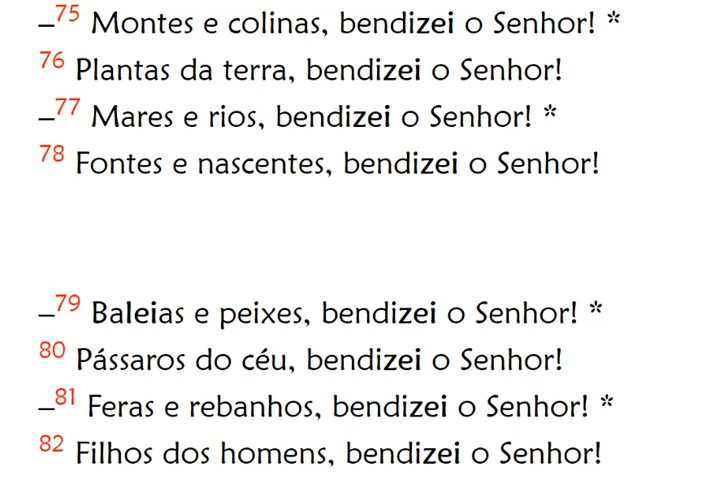 –75 Montes e colinas, bendizei o Senhor! *
76 Plantas da terra, bendizei o Senhor!
–77 Mares e rios, bendizei o Senhor! *
78 Fontes e nascentes, bendizei o Senhor!
–79 Baleias e peixes, bendizei o Senhor! *
80 Pássaros do céu, bendizei o Senhor!
–81 Feras e rebanhos, bendizei o Senhor! *
82 Filhos dos homens, bendizei o Senhor!